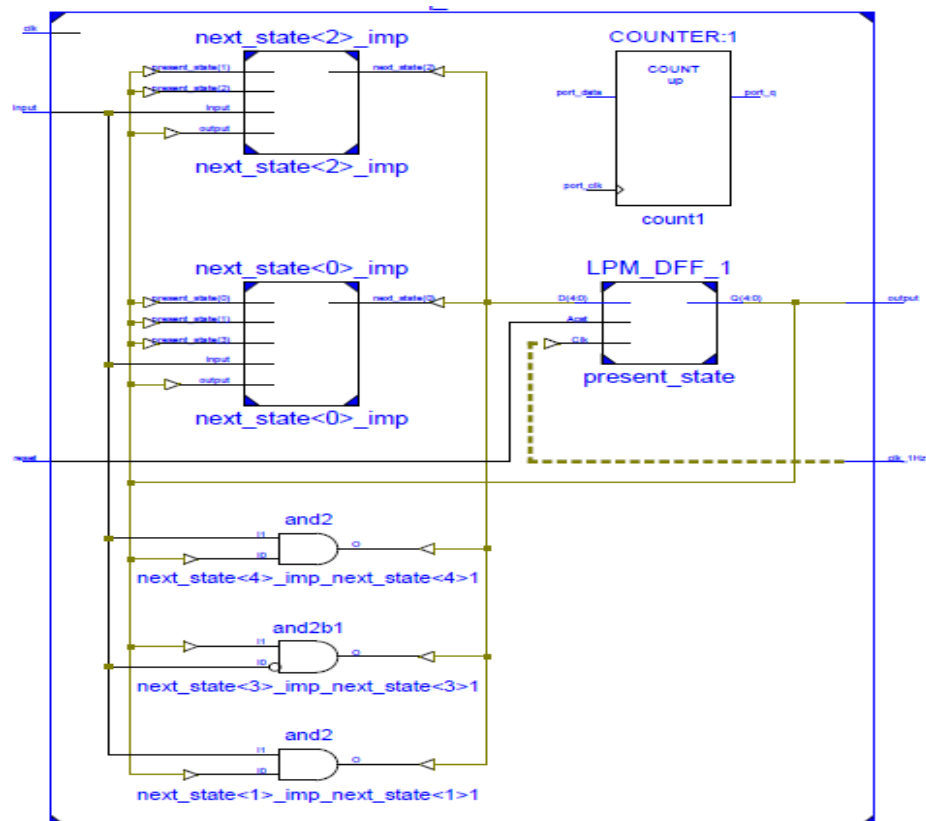 clk
next_state<2>_imp
present_state(1)
next_state(2)
present_state(2)
input
input
output
next_state<2>_imp
COUNTER:1
COUNT
up
port_data
port_q
port_clk
count1
next_state<0>_imp
present_state(0)
next_state(0)
present_state(1)
present_state(3)
input
output
next_state<0>_imp
LPM_DFF_1
D(4:0)
Q(4:0)
output
Clk
present_state
reset
clk_1Hz
and2
I1
O
I0
next_state<4>_imp_next_state<4>1
and2b1
I1
O
I0
next_state<3>_imp_next_state<3>1
and2
I1
O
I0
next_state<1>_imp_next_state<1>1